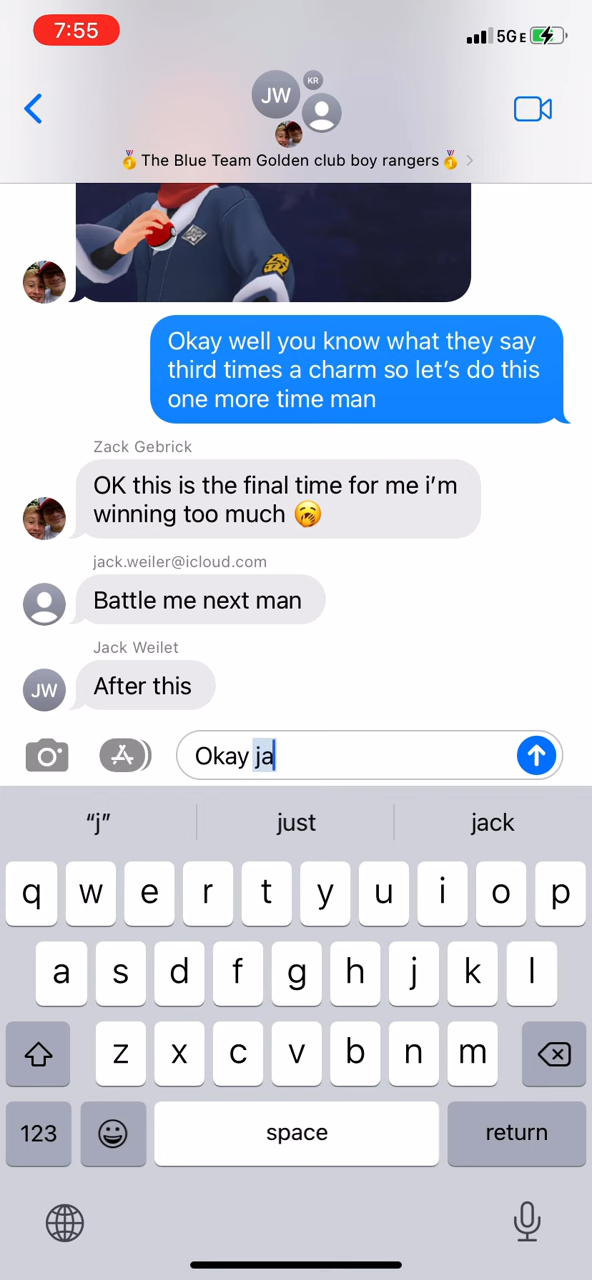 7:55
5G E
JW
KR
🏅The Blue Team Golden club boy rangers🏅
Okay well you know what they say
third times a charm so let's do this
one more time man
Zack Gebrick
OK this is the final time for me i'm
winning too much 🥱
jack.weiler@icloud.com
Battle me next man
Jack Weilet
JW
After this
Okay ja
"j"
just
jack
q w e r t y u i o p
a s d f g h j k l
z x c v b n m
123
space
return